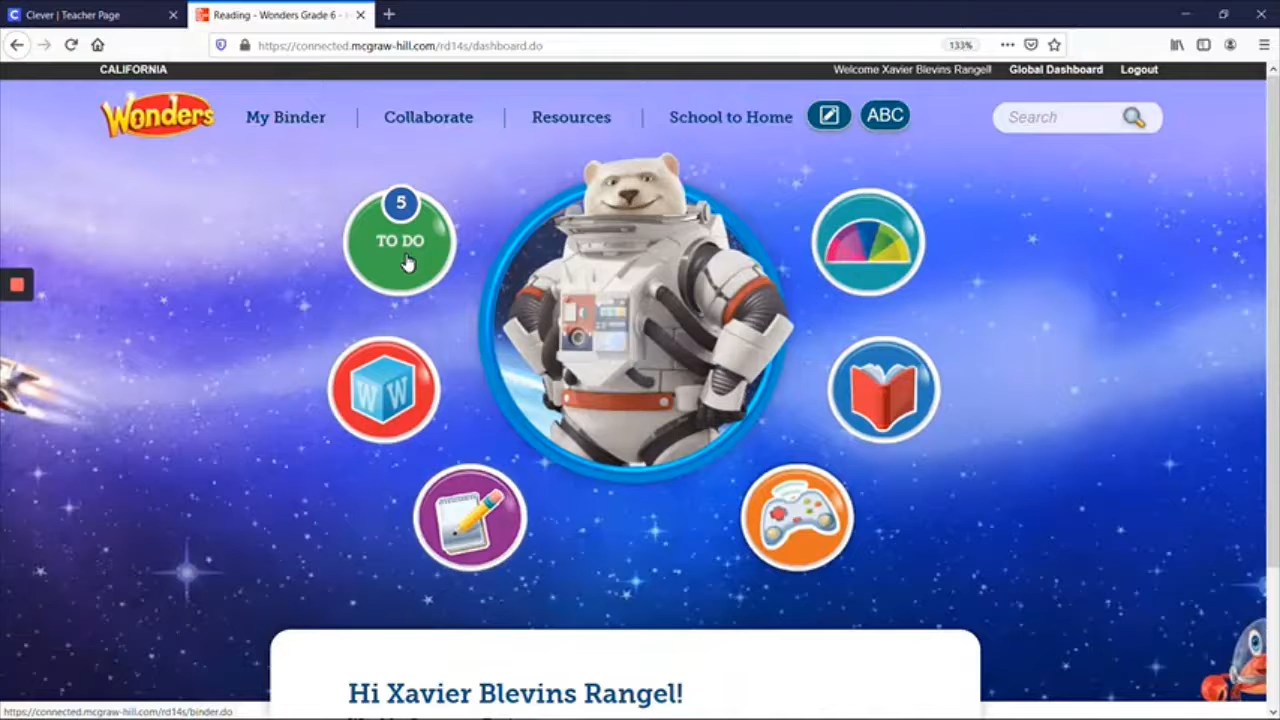 Clever | Teacher Page
Reading - Wonders Grade 6 -
https://connected.mcgraw-hill.com/rd14s/dashboard.do
133%
CALIFORNIA
Welcome Xavier Blevins Rangel!
Global Dashboard
Logout
Wonders
My Binder
Collaborate
Resources
School to Home
ABC
Search
5
TO DO
W W
Hi Xavier Blevins Rangel!
https://connected.mcgraw-hill.com/rd14s/binder.do